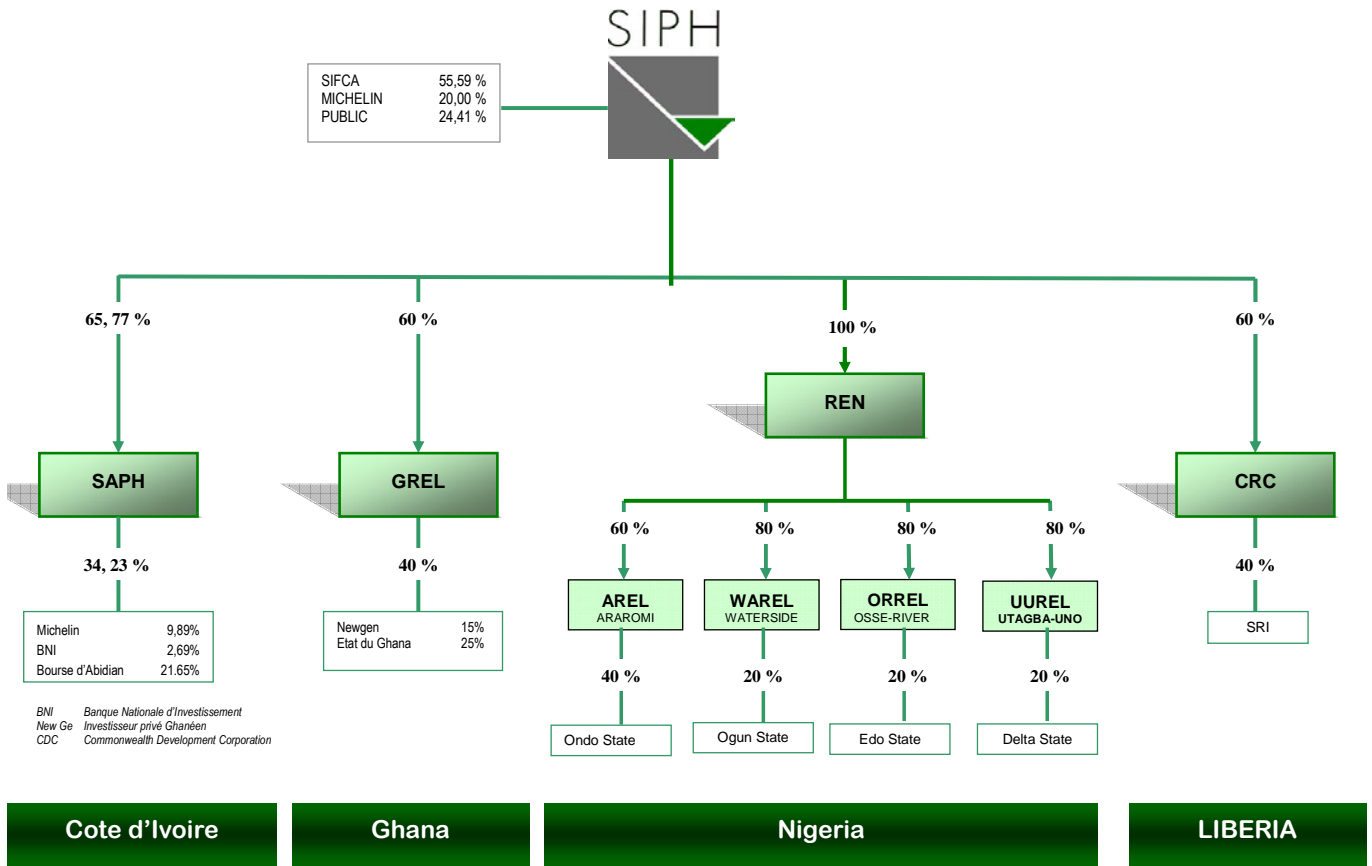 SIPH
SIFCA 55,59 %
MICHELIN 20,00 %
PUBLIC 24,41 %
65, 77 %
60 %
100 %
60 %
REN
SAPH
GREL
CRC
60 %
80 %
80 %
80 %
34, 23 %
40 %
40 %
AREL
ARAROMI
WAREL
WATERSIDE
ORREL
OSSE-RIVER
UUREL
UTAGBA-UNO
Michelin 9,89%
BNI 2,69%
Bourse d'Abidian 21.65%
Newgen 15%
Etat du Ghana 25%
SRI
40 %
20 %
20 %
20 %
BNI Banque Nationale d'Investissement
New Ge Investisseur privé Ghanéen
CDC Commonwealth Development Corporation
Ondo State
Ogun State
Edo State
Delta State
Cote d'Ivoire
Ghana
Nigeria
LIBERIA